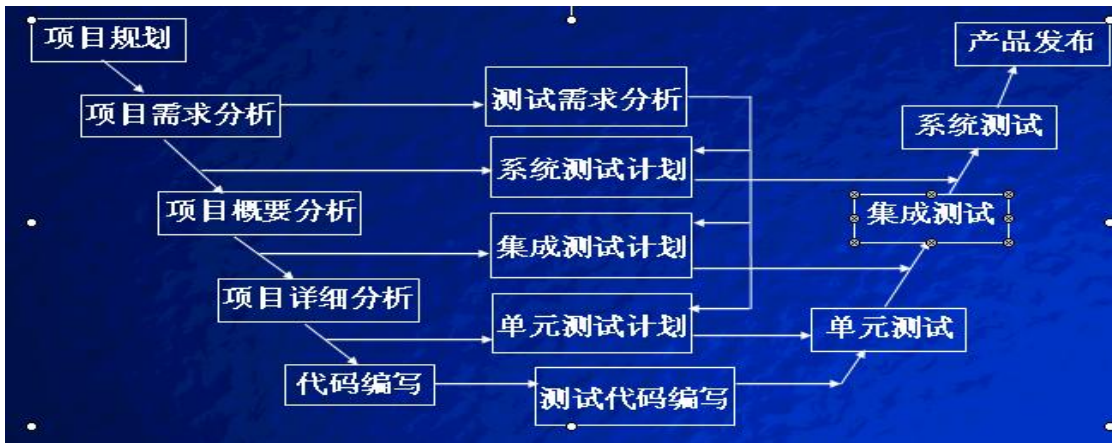 项目规划
产品发布
项目需求分析
测试需求分析
系统测试
系统测试计划
项目概要分析
集成测试
集成测试计划
项目详细分析
单元测试计划
单元测试
代码编写
测试代码编写